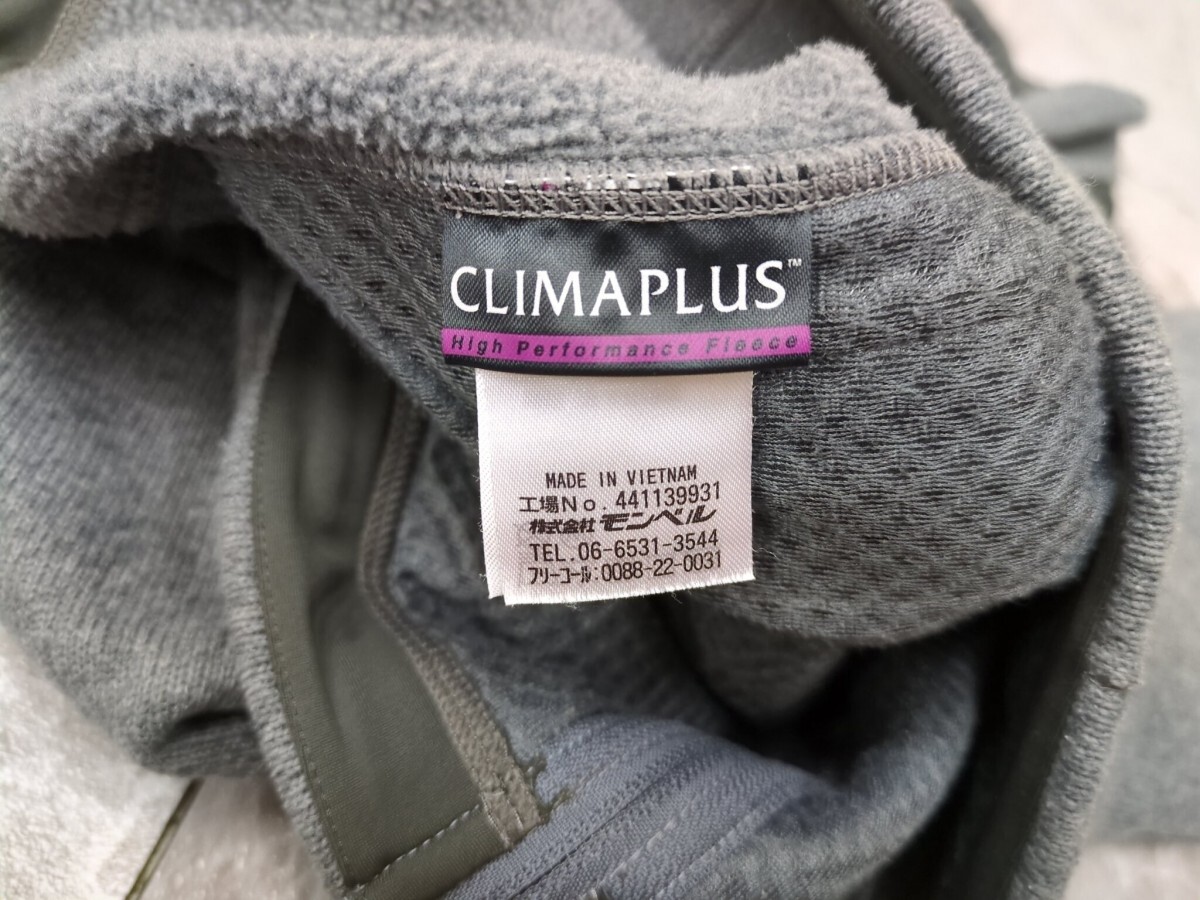 CLIMAPLUS™
High Performance Fleece
MADE IN VIETNAM
工場No. 441139931
株式会社モンベル
TEL.06-6531-3544
フリーコール:0088-22-0031